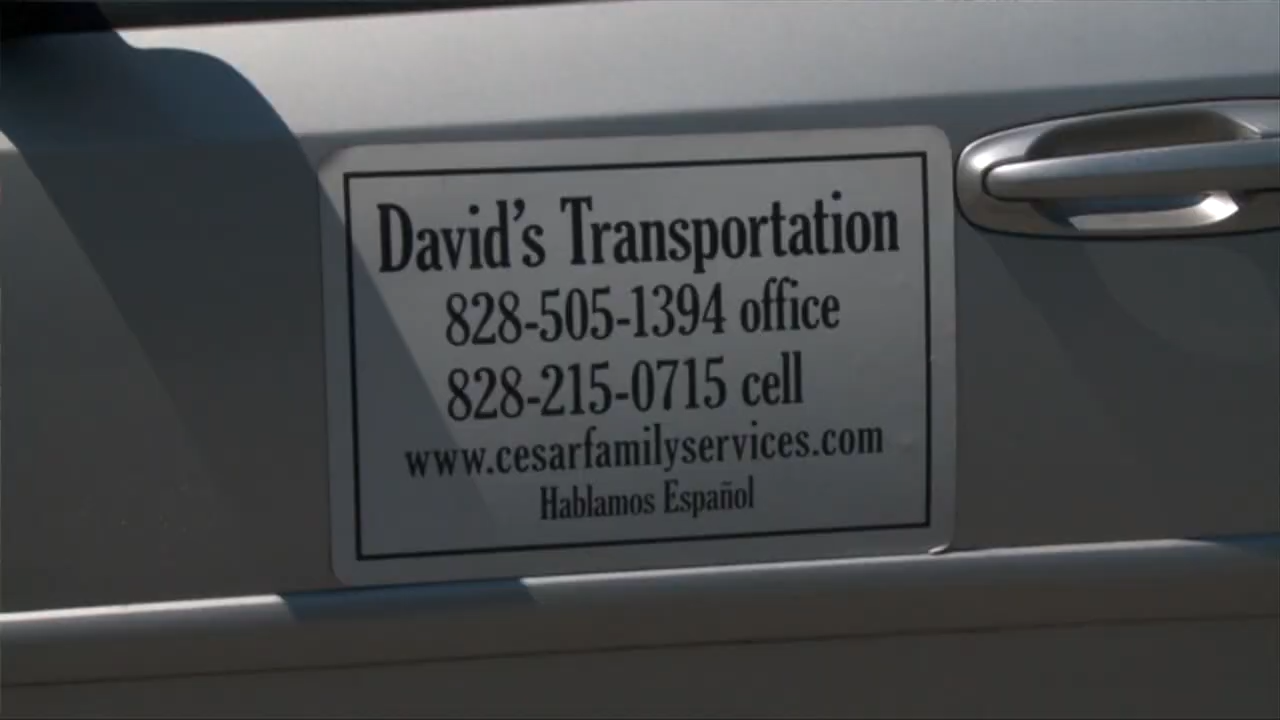 David's Transportation
828-505-1394 office
828-215-0715 cell
www.cesarfamilyservices.com
Hablamos Español